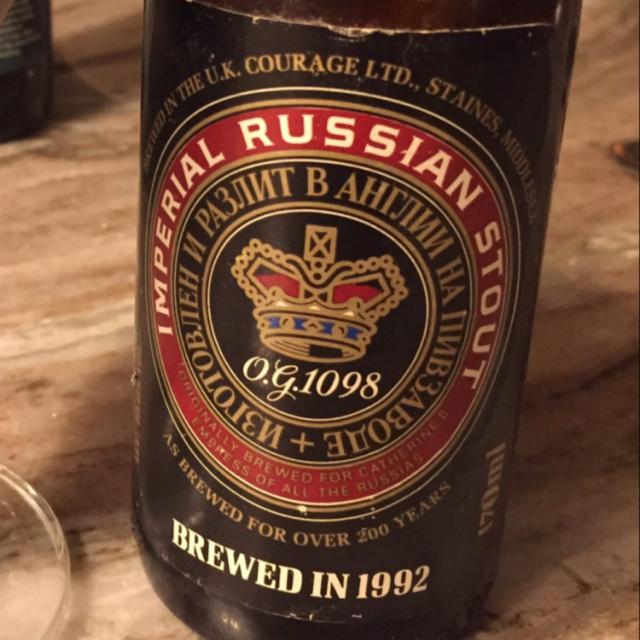 BREWED IN THE U.K. COURAGE LTD., STAINES, MIDDLESEX
IMPERIAL RUSSIAN STOUT
ИЗГОТОВЛЕН И РАЗЛИТ В АНГЛИИ НА ПИВЗАВОДЕ +
O.G.1098
ORIGINALLY BREWED FOR CATHERINE II
EMPRESS OF ALL THE RUSSIAS
AS BREWED FOR OVER 200 YEARS
BREWED IN 1992